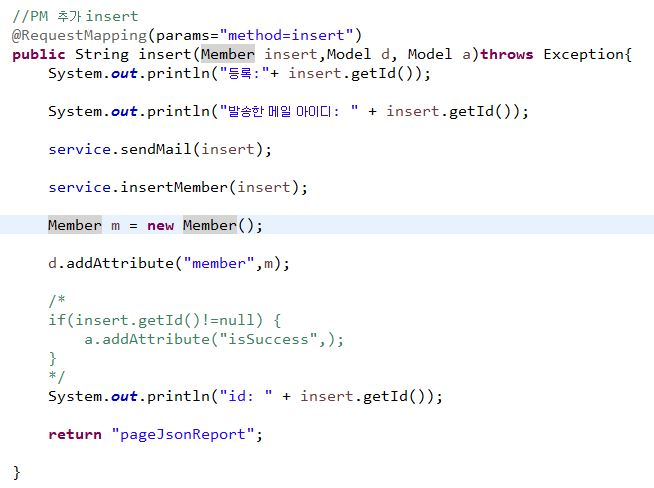 //PM 추가 insert
@RequestMapping(params="method=insert")
public String insert(Member insert,Model d, Model a)throws Exception{
System.out.println("등록:"+ insert.getId());
System.out.println("발송한 메일 아이디: " + insert.getId());
service.sendMail(insert);
service.insertMember(insert);
Member m = new Member();
d.addAttribute("member",m);
/*
if(insert.getId()!=null) {
a.addAttribute("isSuccess",);
}
*/
System.out.println("id: " + insert.getId());
return "pageJsonReport";
}